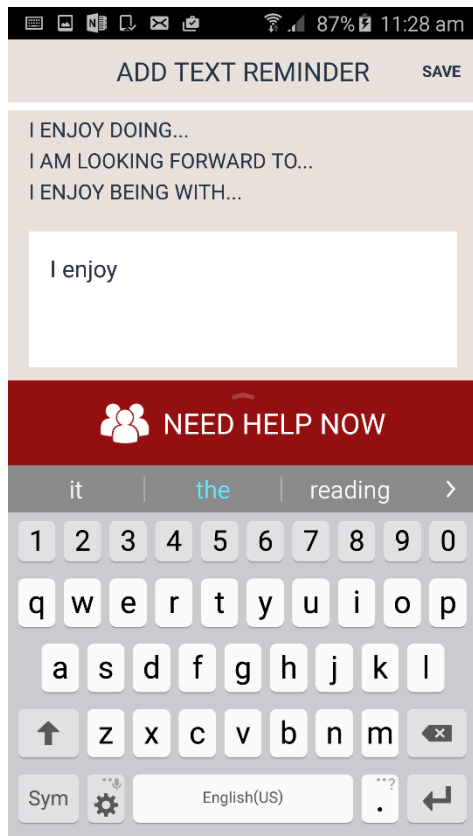 87% 11:28 am
ADD TEXT REMINDER SAVE
I ENJOY DOING...
I AM LOOKING FORWARD TO...
I ENJOY BEING WITH...
I enjoy
NEED HELP NOW
it the reading >
1 2 3 4 5 6 7 8 9 0
q w e r t y u i o p
a s d f g h j k l
z x c v b n m
Sym English(US) . ?